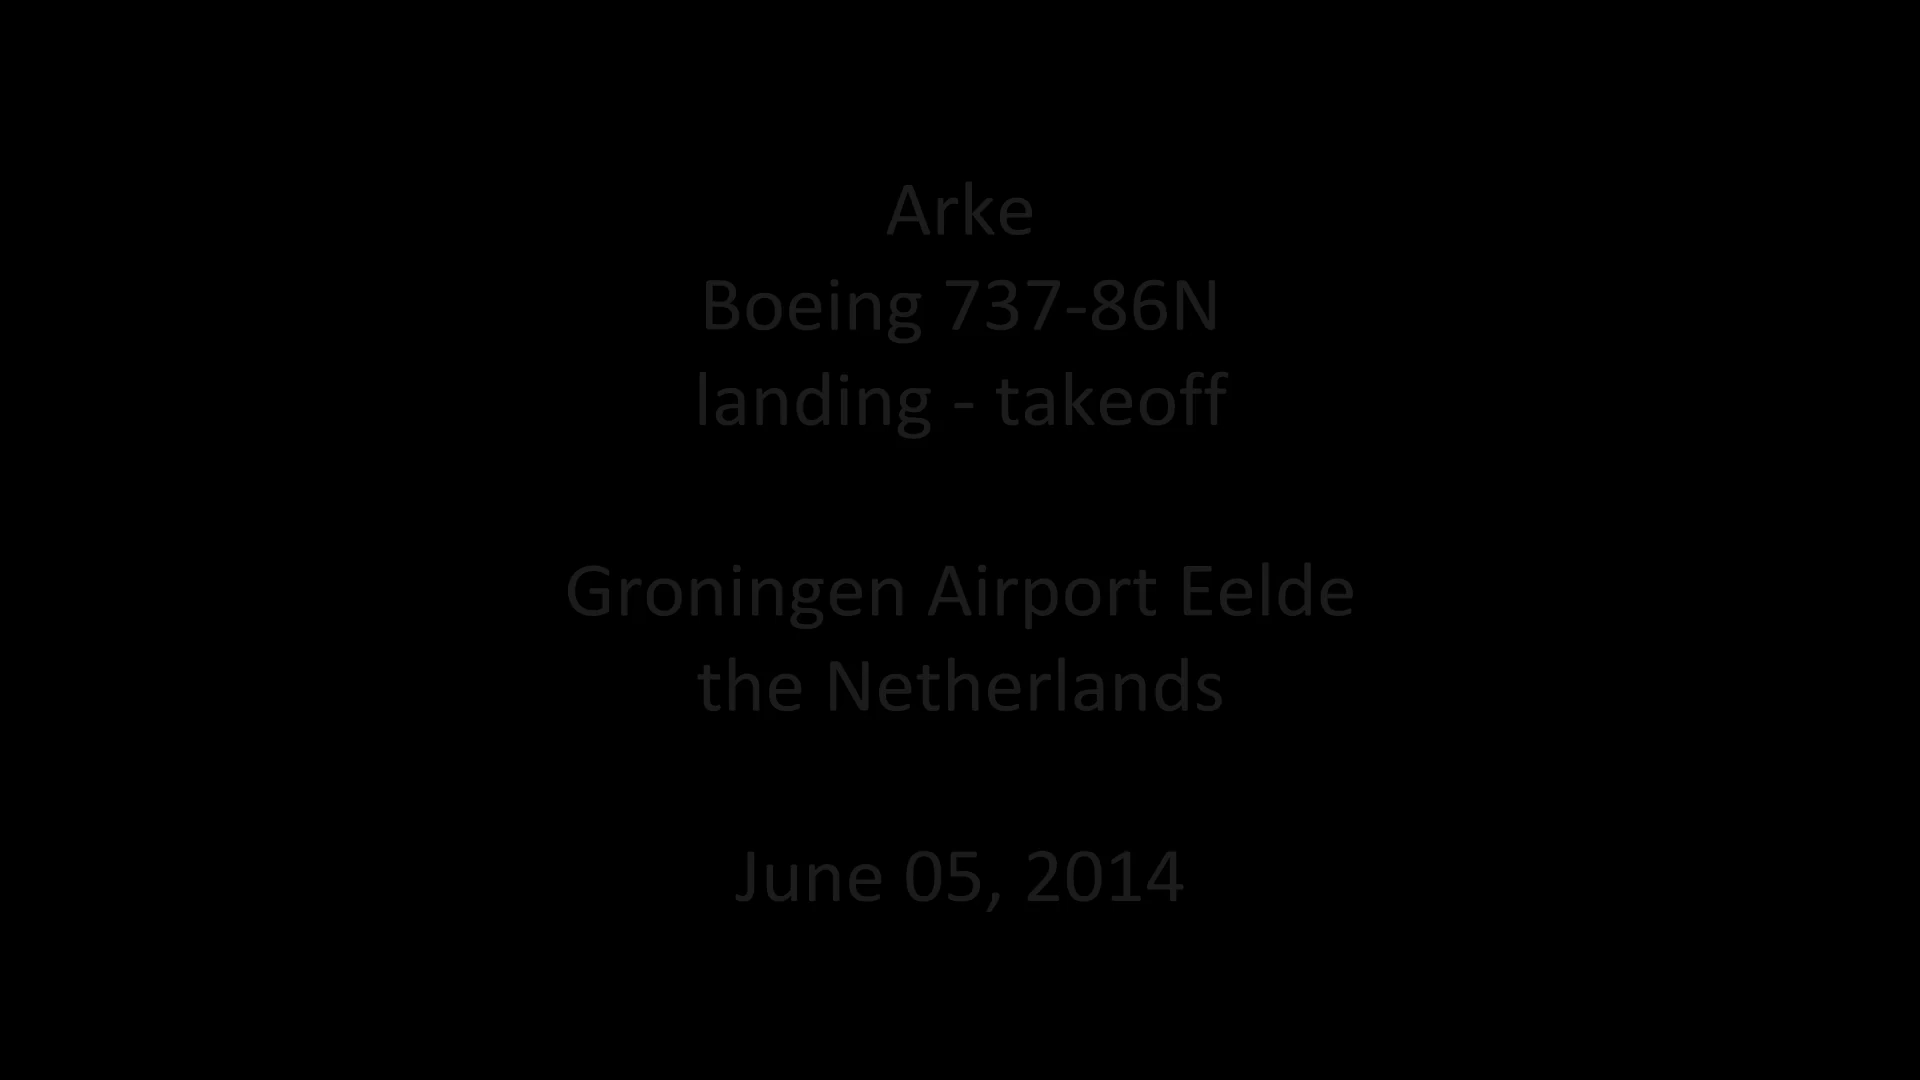 Arke
Boeing 737-86N
landing - takeoff
Groningen Airport Eelde
the Netherlands
June 05, 2014